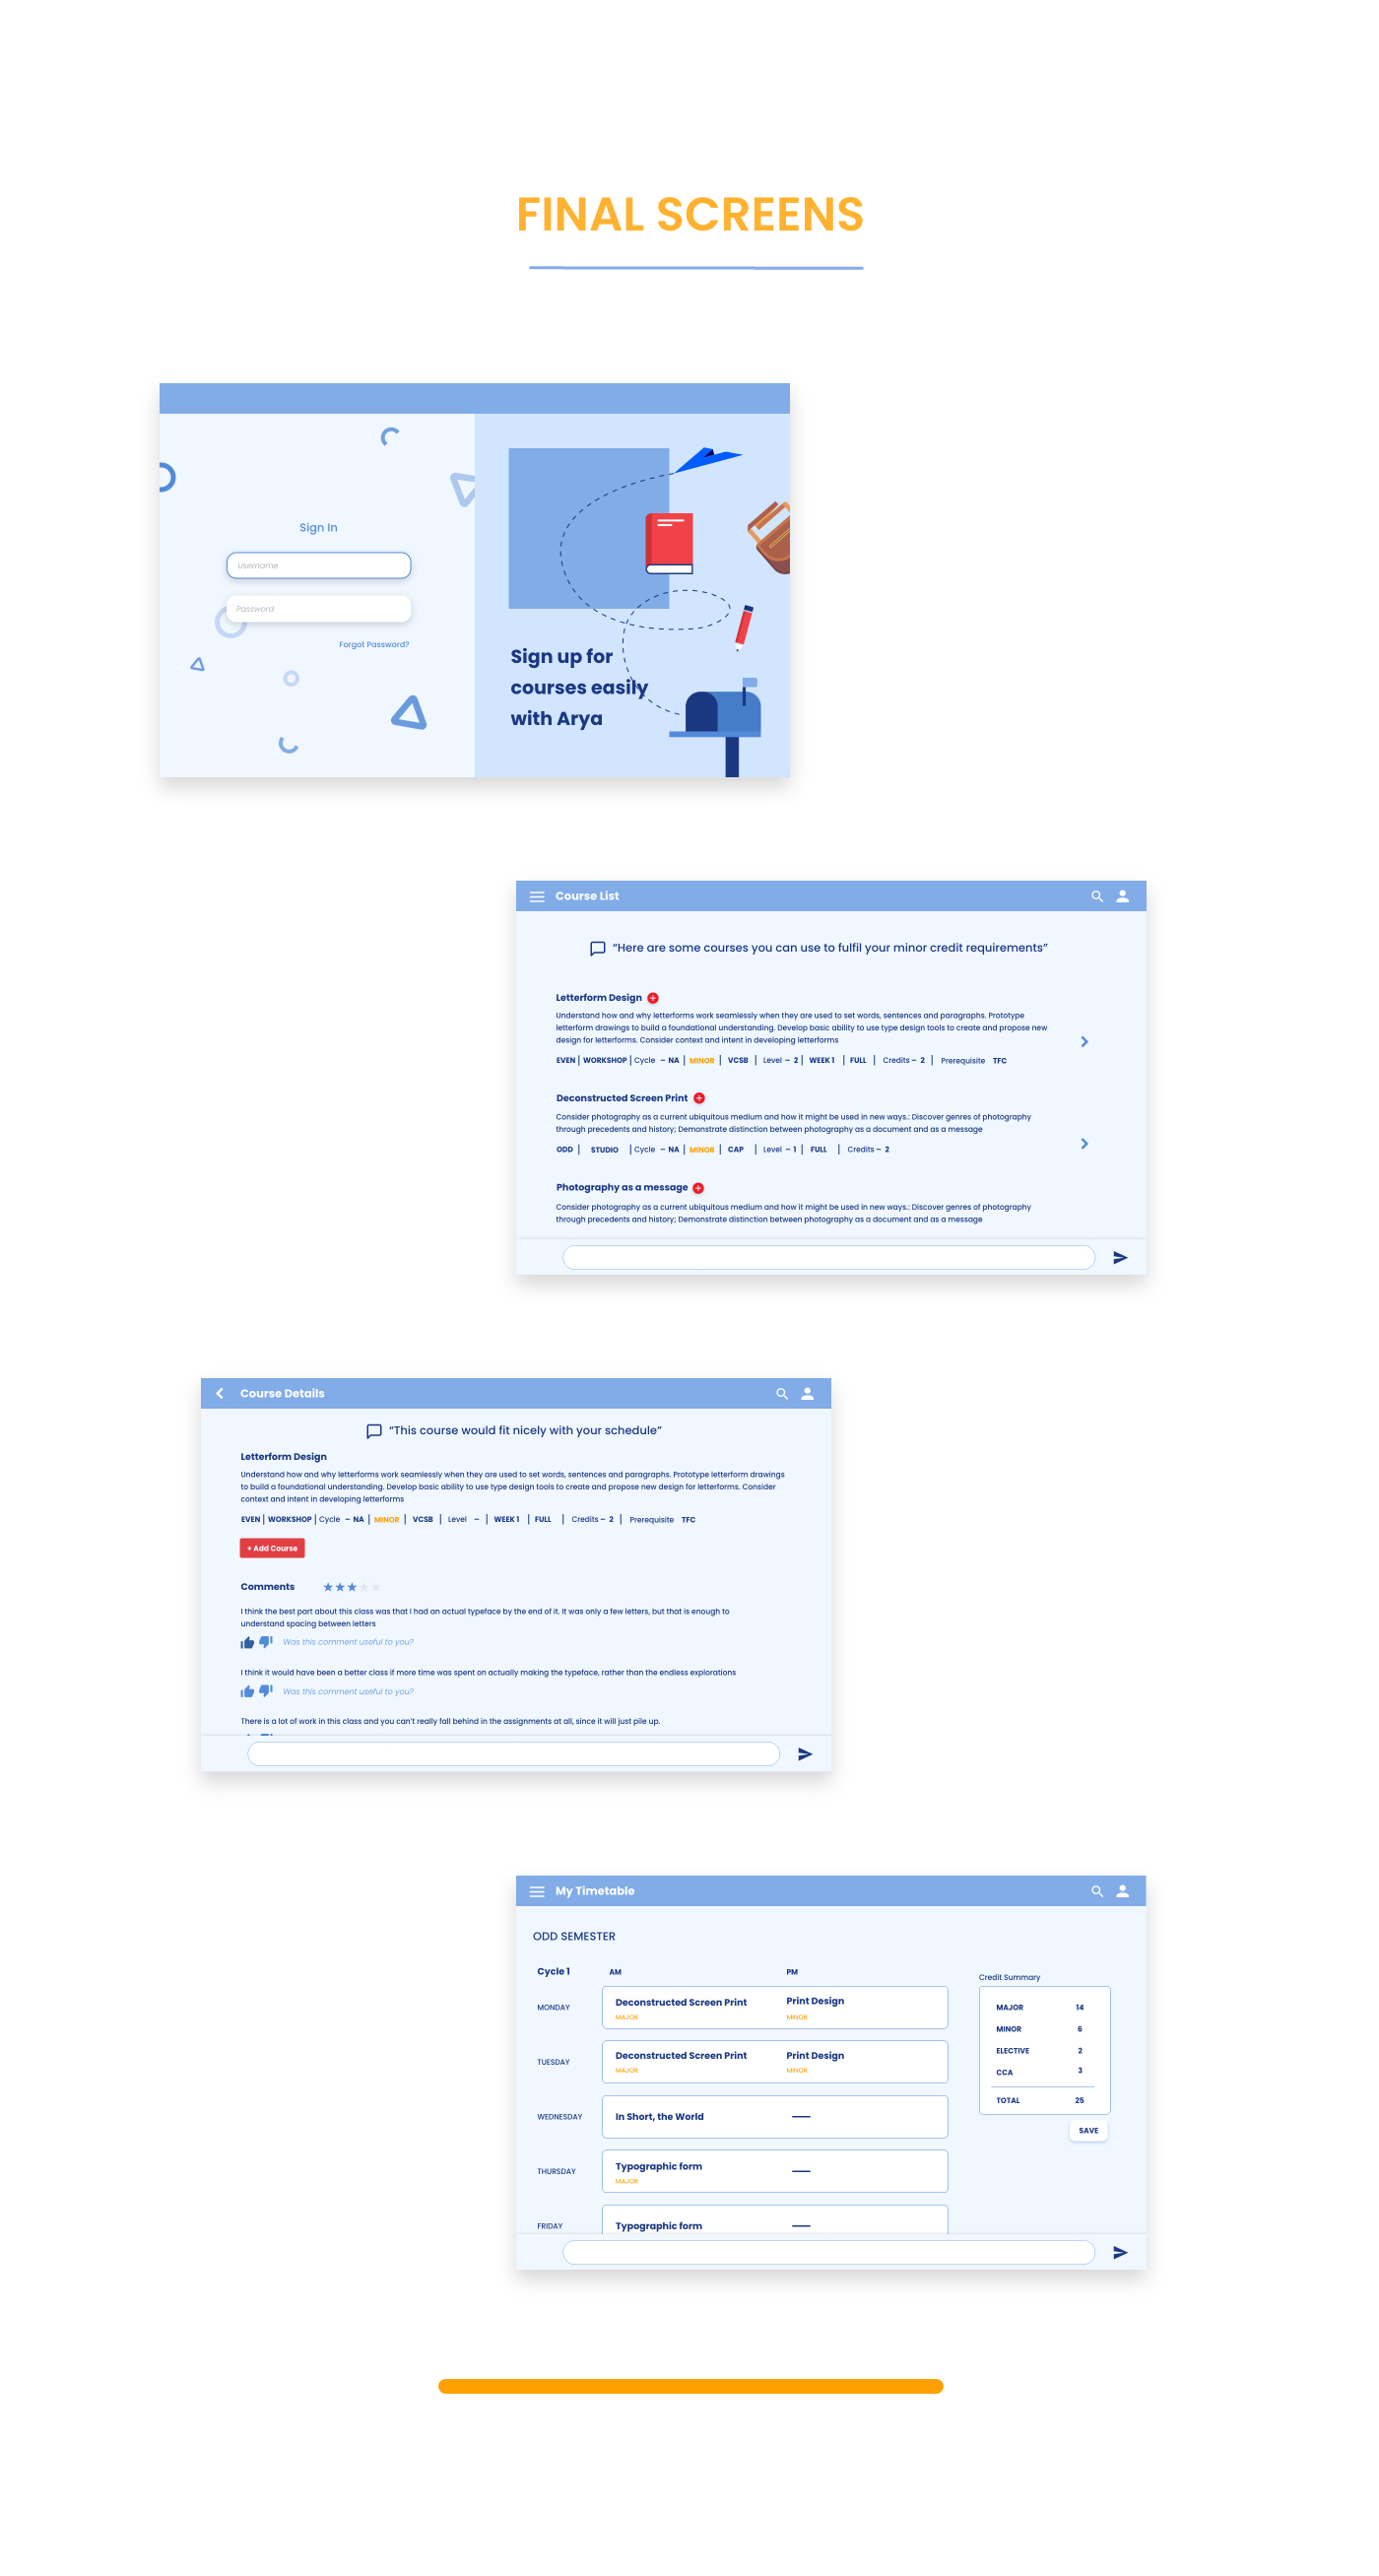 FINAL SCREENS
Sign In
Username
Password
Forgot Password?
Sign up for
courses easily
with Arya
Course List
“Here are some courses you can use to fulfil your minor credit requirements”
Letterform Design
Understand how and why letterforms work seamlessly when they are used to set words, sentences and paragraphs. Prototype
letterform drawings to build a foundational understanding. Develop basic ability to use type design tools to create and propose new
design for letterforms. Consider context and intent in developing letterforms
EVEN | WORKSHOP | Cycle – NA | MINOR | VCSB | Level – 2 | WEEK 1 | FULL | Credits – 2 | Prerequisite TFC
Deconstructed Screen Print
Consider photography as a current ubiquitous medium and how it might be used in new ways.: Discover genres of photography
through precedents and history; Demonstrate distinction between photography as a document and as a message
ODD | STUDIO | Cycle – NA | MINOR | CAP | Level – 1 | FULL | Credits – 2
Photography as a message
Consider photography as a current ubiquitous medium and how it might be used in new ways.: Discover genres of photography
through precedents and history; Demonstrate distinction between photography as a document and as a message
Course Details
“This course would fit nicely with your schedule”
Letterform Design
Understand how and why letterforms work seamlessly when they are used to set words, sentences and paragraphs. Prototype letterform drawings
to build a foundational understanding. Develop basic ability to use type design tools to create and propose new design for letterforms. Consider
context and intent in developing letterforms
EVEN | WORKSHOP | Cycle – NA | MINOR | VCSB | Level – | WEEK 1 | FULL | Credits – 2 | Prerequisite TFC
+ Add Course
Comments
I think the best part about this class was that I had an actual typeface by the end of it. It was only a few letters, but that is enough to
understand spacing between letters
Was this comment useful to you?
I think it would have been a better class if more time was spent on actually making the typeface, rather than the endless explorations
Was this comment useful to you?
There is a lot of work in this class and you can't really fall behind in the assignments at all, since it will just pile up.
My Timetable
ODD SEMESTER
Cycle 1 AM PM
MONDAY Deconstructed Screen Print Print Design
MAJOR MINOR
TUESDAY Deconstructed Screen Print Print Design
MAJOR MINOR
WEDNESDAY In Short, the World —
THURSDAY Typographic form —
MAJOR
FRIDAY Typographic form —
Credit Summary
MAJOR 14
MINOR 6
ELECTIVE 2
CCA 3
TOTAL 25
SAVE